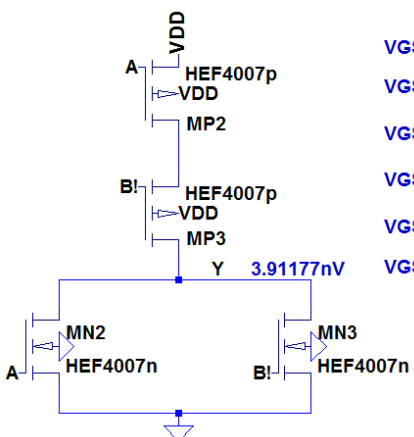 VDD
A
HEF4007p
VDD
MP2
VGS
VGS
VGS
B!
HEF4007p
VDD
MP3
VGS
VGS
Y 3.91177nV VGS
MN2
HEF4007n
A
MN3
HEF4007n
B!